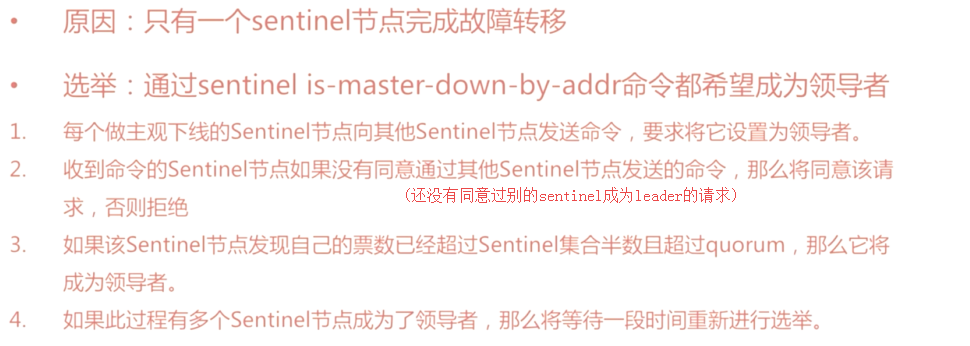 • 原因：只有一个sentinel节点完成故障转移
• 选举：通过sentinel is-master-down-by-addr命令都希望成为领导者
1. 每个做主观下线的Sentinel节点向其他Sentinel节点发送命令，要求将它设置为领导者。
2. 收到命令的Sentinel节点如果没有同意通过其他Sentinel节点发送的命令，那么将同意该请
(还没有同意过别的sentinel成为leader的请求)
求，否则拒绝
3. 如果该Sentinel节点发现自己的票数已经超过Sentinel集合半数且超过quorum，那么它将
成为领导者。
4. 如果此过程有多个Sentinel节点成为了领导者，那么将等待一段时间重新进行选举。